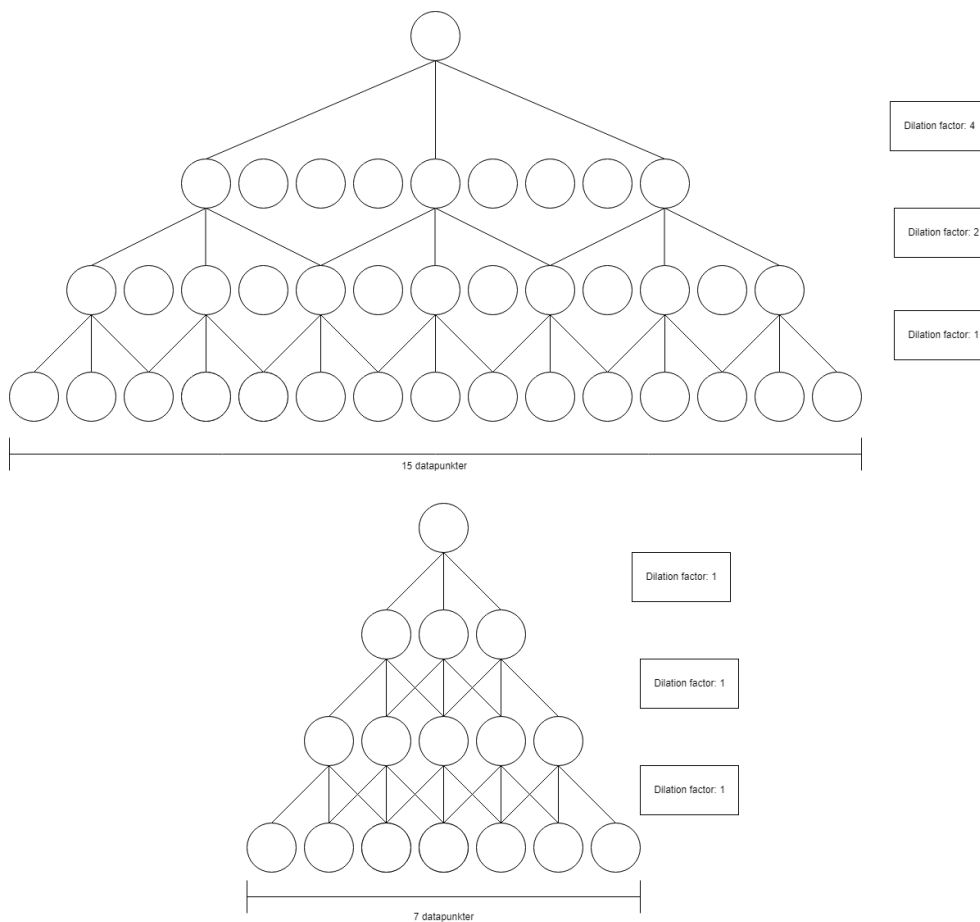 Dilation factor: 4
Dilation factor: 2
Dilation factor: 1
15 datapunkter
Dilation factor: 1
Dilation factor: 1
Dilation factor: 1
7 datapunkter